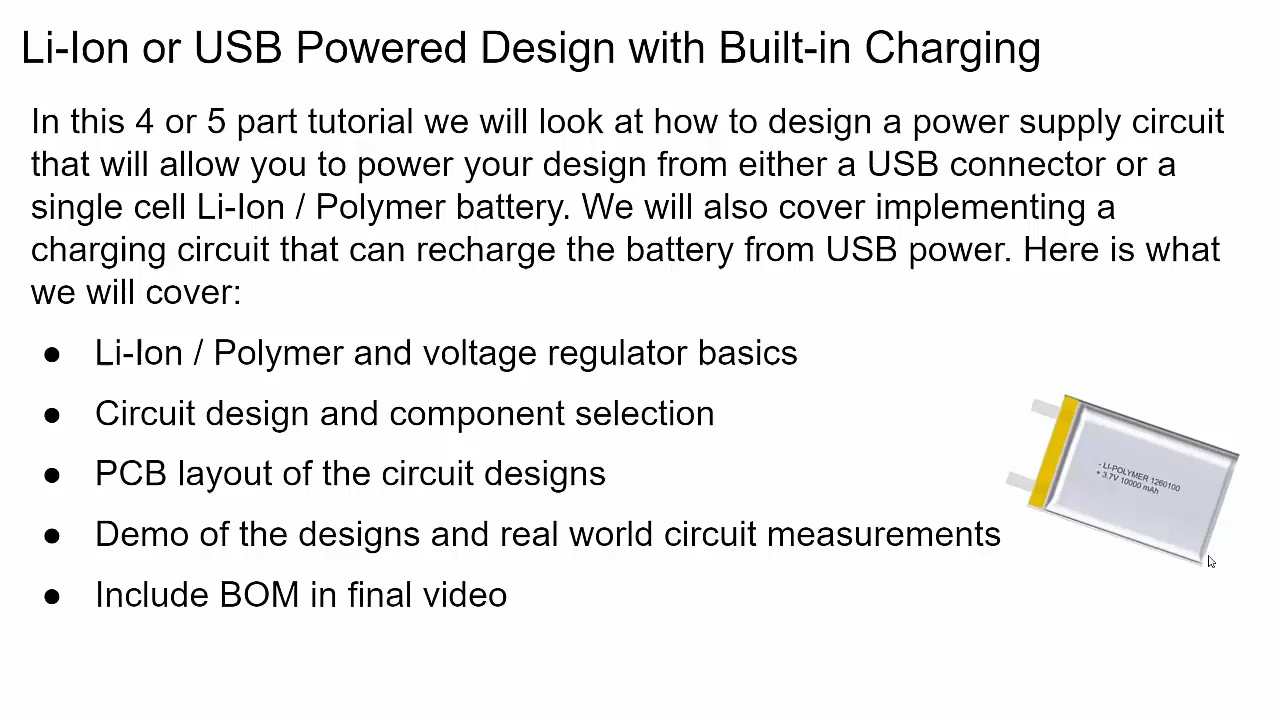 Li-Ion or USB Powered Design with Built-in Charging
In this 4 or 5 part tutorial we will look at how to design a power supply circuit
that will allow you to power your design from either a USB connector or a
single cell Li-Ion / Polymer battery. We will also cover implementing a
charging circuit that can recharge the battery from USB power. Here is what
we will cover:
● Li-Ion / Polymer and voltage regulator basics
● Circuit design and component selection
● PCB layout of the circuit designs
● Demo of the designs and real world circuit measurements
● Include BOM in final video
- LI-POLYMER 1260100
+ 3.7V 10000 mAh